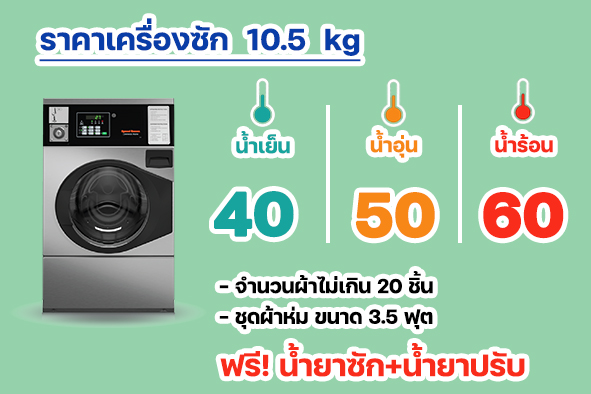 ราคาเครื่องซัก 10.5 kg
น้ำเย็น น้ำอุ่น น้ำร้อน
40 50 60
- จำนวนผ้าไม่เกิน 20 ชิ้น
- ชุดผ้าห่ม ขนาด 3.5 ฟุต
ฟรี! น้ำยาซัก+น้ำยาปรับ